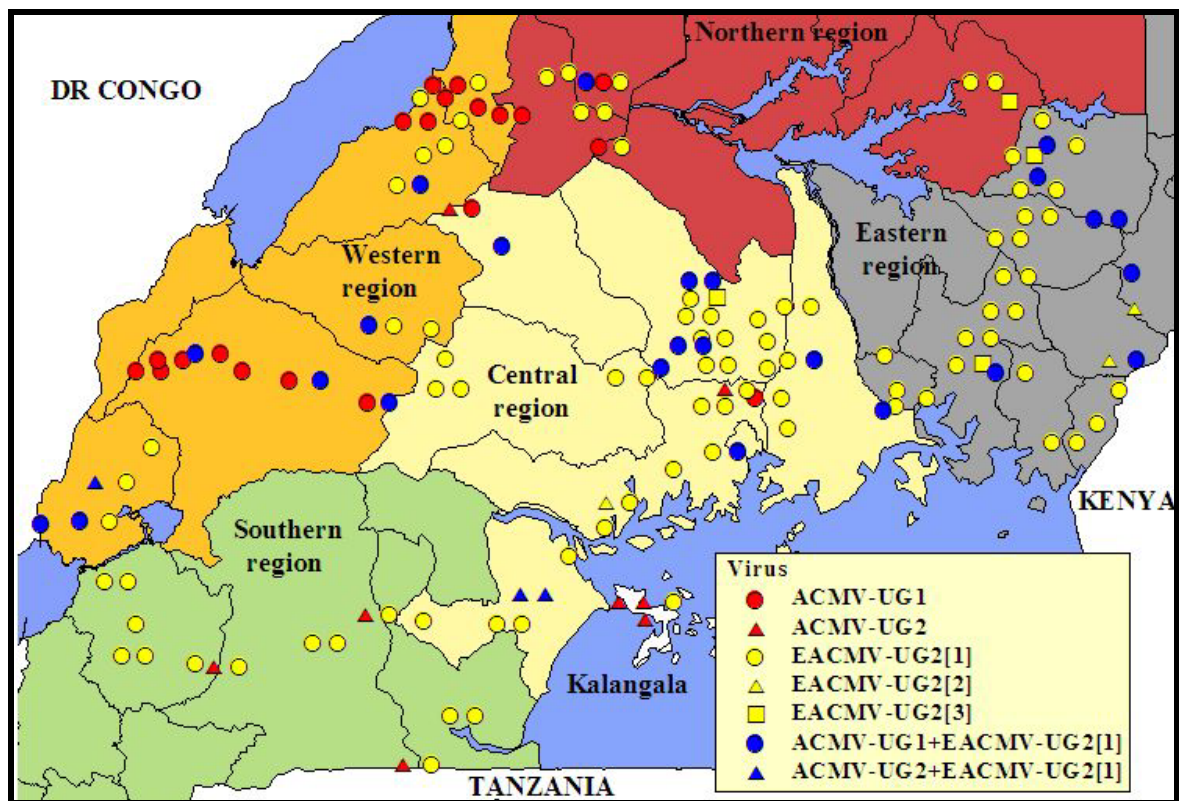 Northern region
DR CONGO
Eastern
region
Western
region
Central
region
KENYA
Southern
region
Kalangala
TANZANIA
Virus
ACMV-UG1
ACMV-UG2
EACMV-UG2[1]
EACMV-UG2[2]
EACMV-UG2[3]
ACMV-UG1+EACMV-UG2[1]
ACMV-UG2+EACMV-UG2[1]